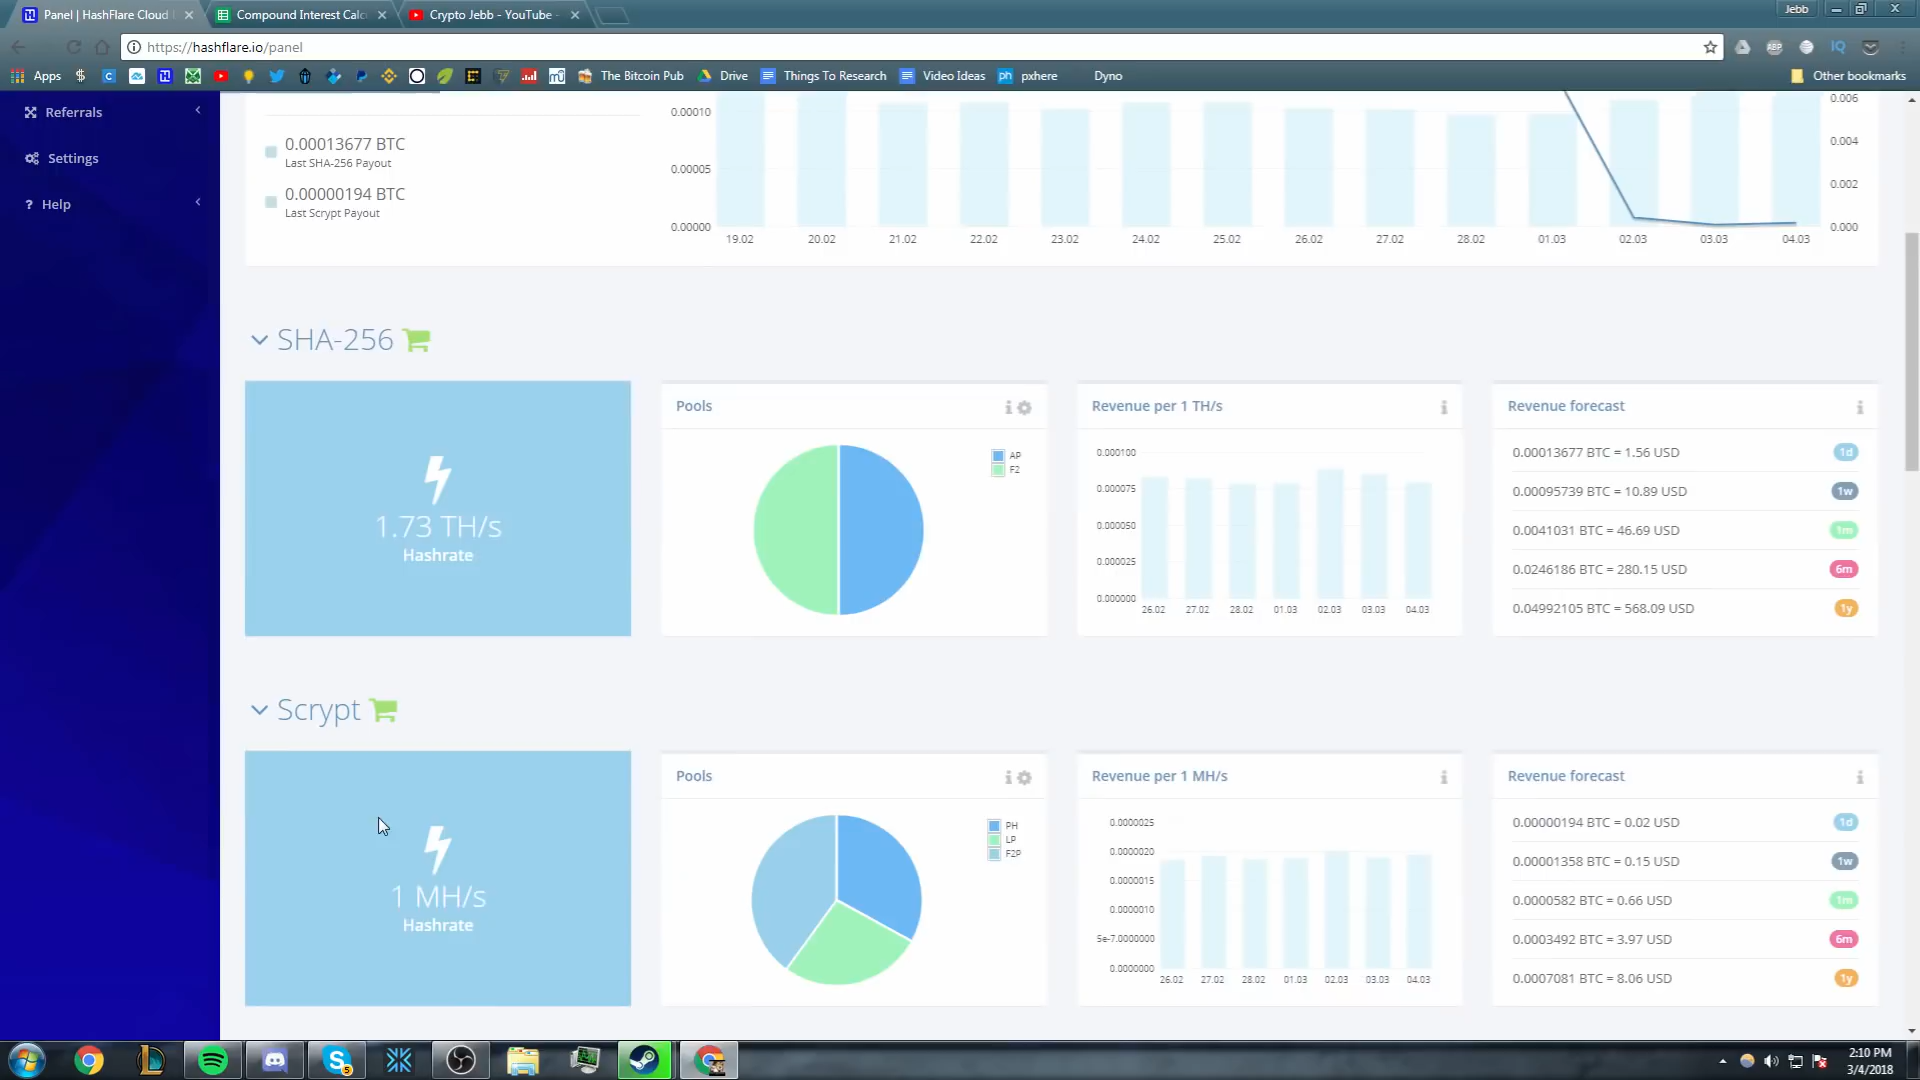 Panel | HashFlare Cloud
Compound Interest Calc
Crypto Jebb - YouTube -
Jebb
https://hashflare.io/panel
Apps
The Bitcoin Pub
Drive
Things To Research
Video Ideas
ph
pxhere
Dyno
Other bookmarks
Referrals
Settings
? Help
0.00013677 BTC
Last SHA-256 Payout
0.00000194 BTC
Last Scrypt Payout
0.00010
0.00005
0.00000
0.006
0.004
0.002
0.000
19.02 20.02 21.02 22.02 23.02 24.02 25.02 26.02 27.02 28.02 01.03 02.03 03.03 04.03
SHA-256
1.73 TH/s
Hashrate
Pools
AP
F2
Revenue per 1 TH/s
0.000100
0.000075
0.000050
0.000025
0.000000
26.02 27.02 28.02 01.03 02.03 03.03 04.03
Revenue forecast
0.00013677 BTC = 1.56 USD 1d
0.00095739 BTC = 10.89 USD 1w
0.0041031 BTC = 46.69 USD 1m
0.0246186 BTC = 280.15 USD 6m
0.04992105 BTC = 568.09 USD 1y
Scrypt
1 MH/s
Hashrate
Pools
PH
LP
F2P
Revenue per 1 MH/s
0.0000025
0.0000020
0.0000015
0.0000010
5e-7.0000000
0.0000000
26.02 27.02 28.02 01.03 02.03 03.03 04.03
Revenue forecast
0.00000194 BTC = 0.02 USD 1d
0.00001358 BTC = 0.15 USD 1w
0.0000582 BTC = 0.66 USD 1m
0.0003492 BTC = 3.97 USD 6m
0.0007081 BTC = 8.06 USD 1y
2:10 PM
3/4/2018